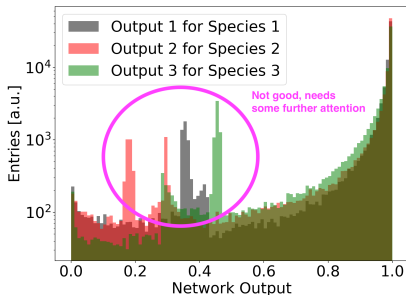 Output 1 for Species 1
Output 2 for Species 2
Output 3 for Species 3
Not good, needs
some further attention
Entries [a.u.]
10⁴
10³
10²
0.0 0.2 0.4 0.6 0.8 1.0
Network Output